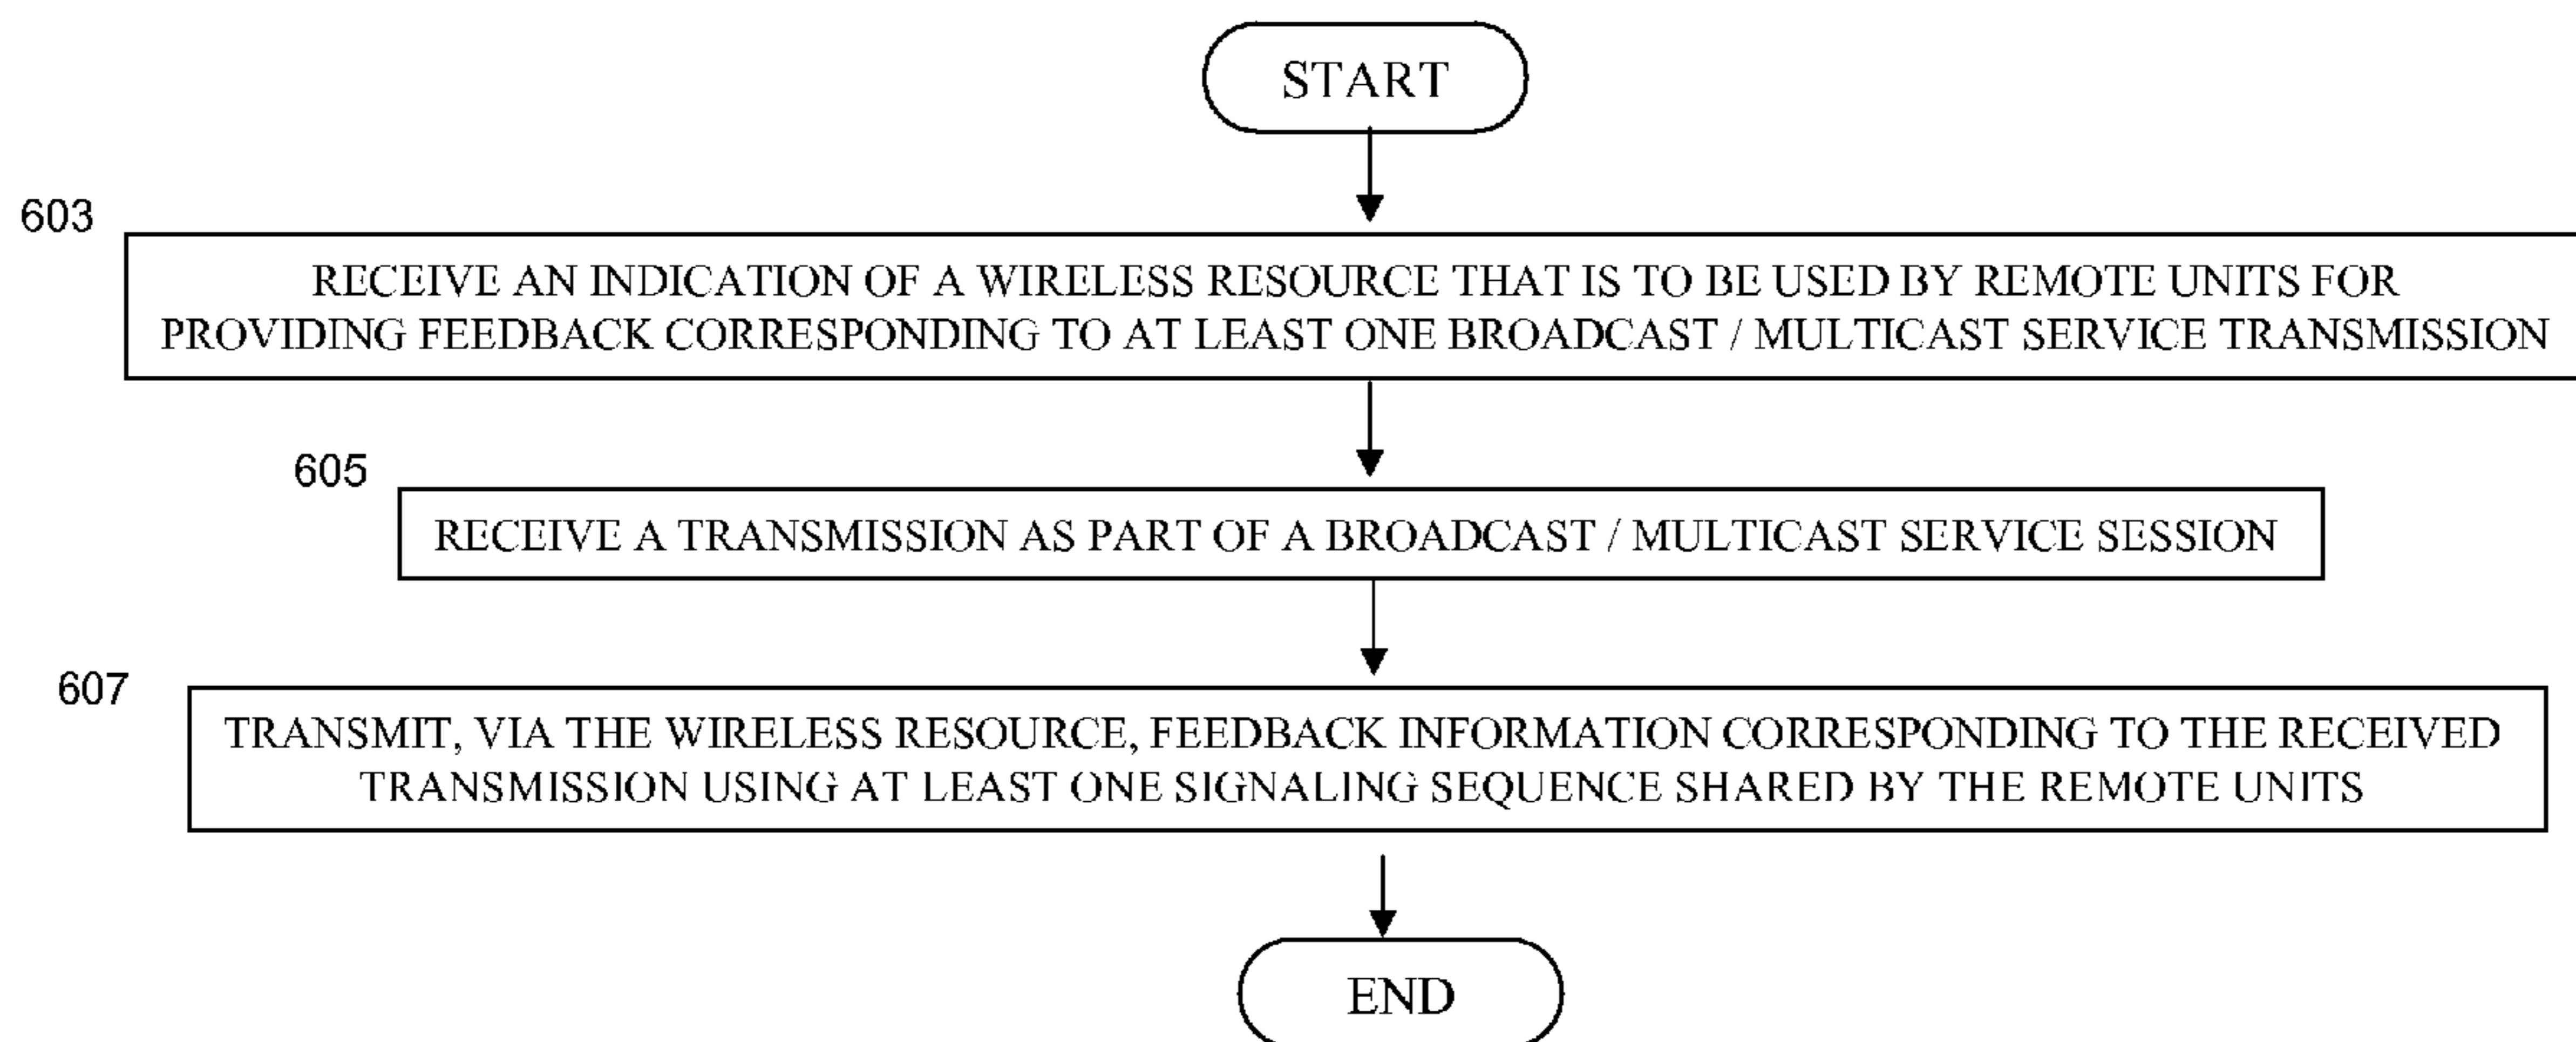 START
603
RECEIVE AN INDICATION OF A WIRELESS RESOURCE THAT IS TO BE USED BY REMOTE UNITS FOR
PROVIDING FEEDBACK CORRESPONDING TO AT LEAST ONE BROADCAST / MULTICAST SERVICE TRANSMISSION
605
RECEIVE A TRANSMISSION AS PART OF A BROADCAST / MULTICAST SERVICE SESSION
607
TRANSMIT, VIA THE WIRELESS RESOURCE, FEEDBACK INFORMATION CORRESPONDING TO THE RECEIVED
TRANSMISSION USING AT LEAST ONE SIGNALING SEQUENCE SHARED BY THE REMOTE UNITS
END